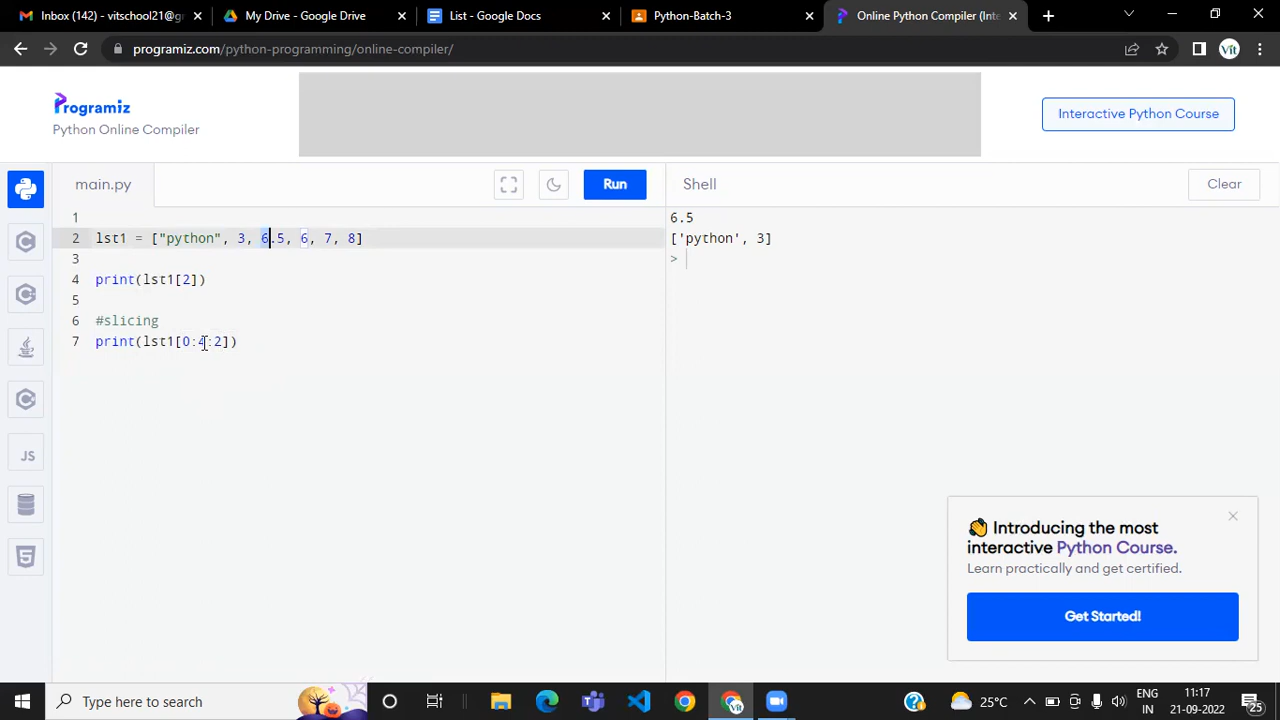 Inbox (142) - vitschool21@g
My Drive - Google Drive
List - Google Docs
Python-Batch-3
Online Python Compiler (Inte
programiz.com/python-programming/online-compiler/
Vit
Programiz
Python Online Compiler
Interactive Python Course
main.py
Run
Shell
Clear
1
2 lst1 = ["python", 3, 6.5, 6, 7, 8]
3
4 print(lst1[2])
5
6 #slicing
7 print(lst1[0:4:2])
6.5
['python', 3]
>
JS
👋 Introducing the most
interactive Python Course.
Learn practically and get certified.
Get Started!
Type here to search
25°C
ENG
IN
11:17
21-09-2022
25